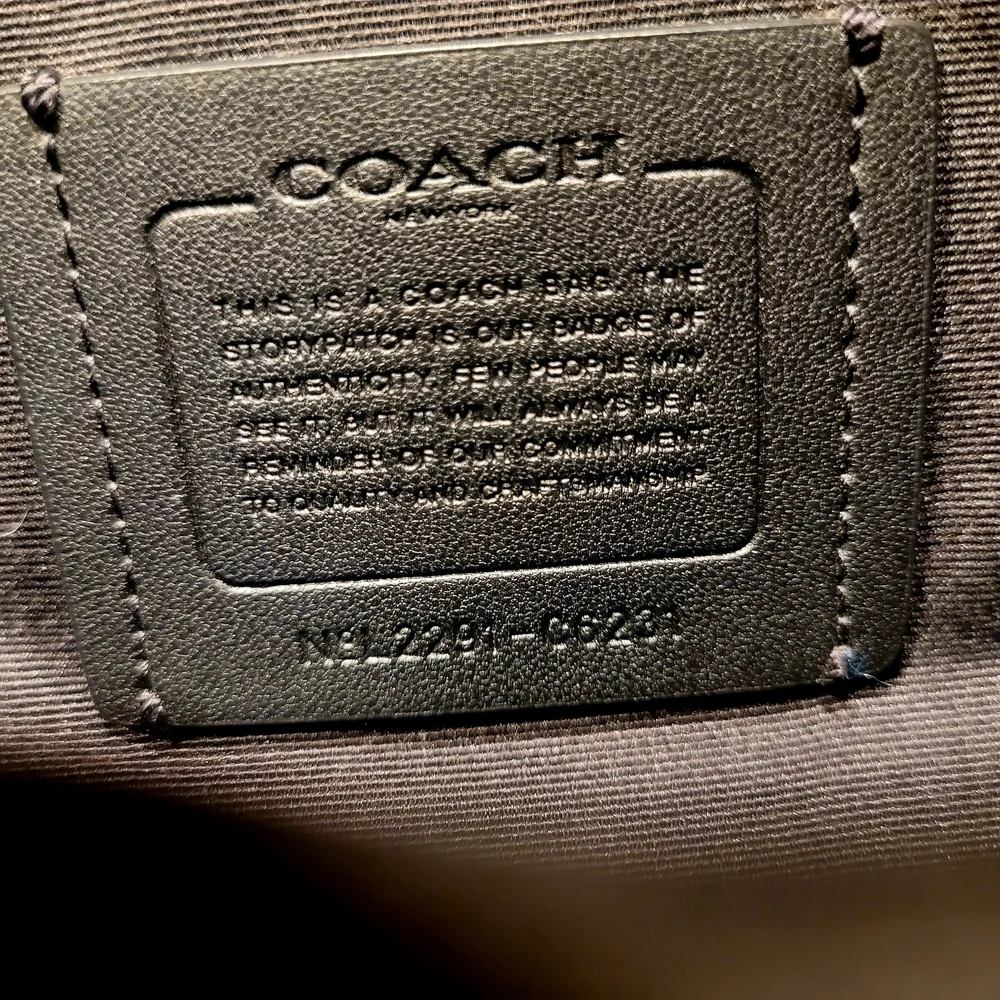 COACH
NEW YORK
THIS IS A COACH BAG. THE
STORYPATCH IS OUR BADGE OF
AUTHENTICITY. FEW PEOPLE MAY
SEE IT, BUT IT WILL ALWAYS BE A
REMINDER OF OUR COMMITMENT
TO QUALITY AND CRAFTSMANSHIP